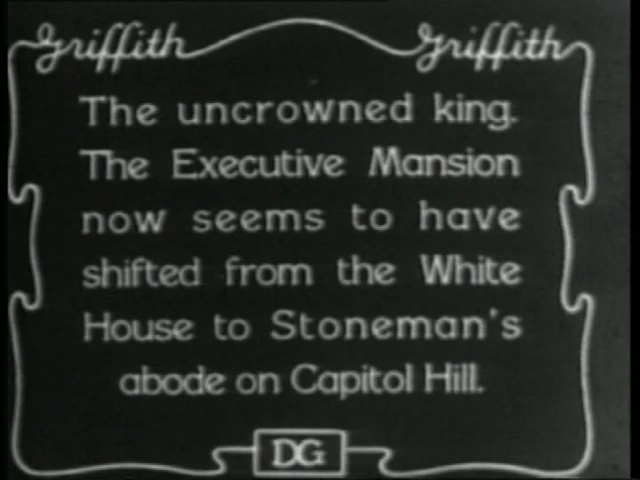 Griffith Griffith
The uncrowned king.
The Executive Mansion
now seems to have
shifted from the White
House to Stoneman's
abode on Capitol Hill.
DG